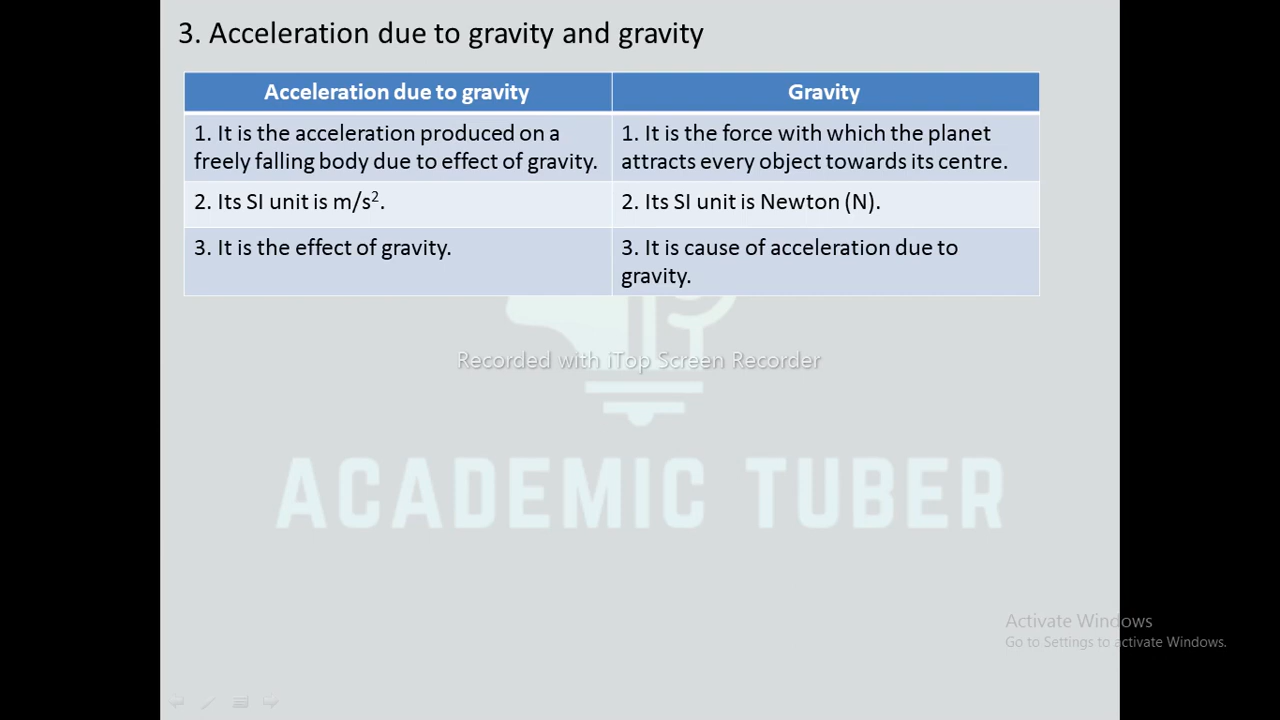 3. Acceleration due to gravity and gravity
Acceleration due to gravity
Gravity
1. It is the acceleration produced on a
freely falling body due to effect of gravity.
1. It is the force with which the planet
attracts every object towards its centre.
2. Its SI unit is m/s².
2. Its SI unit is Newton (N).
3. It is the effect of gravity.
3. It is cause of acceleration due to
gravity.
Recorded with iTop Screen Recorder
ACADEMIC TUBER
Activate Windows
Go to Settings to activate Windows.